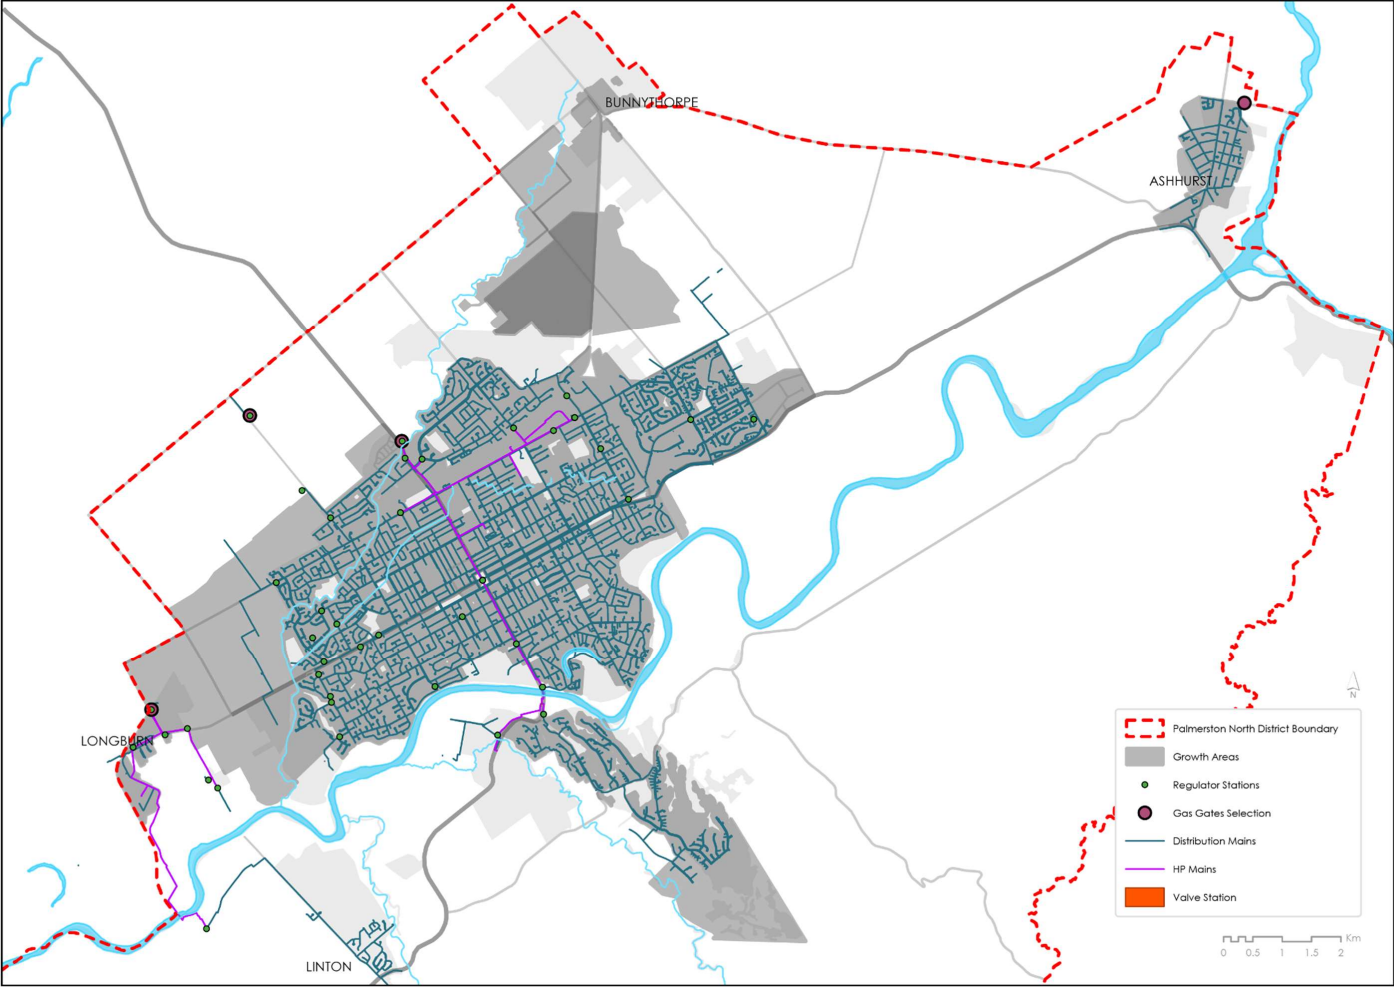 BUNNYTHORPE
ASHHURST
LONGBURN
LINTON
N
Palmerston North District Boundary
Growth Areas
Regulator Stations
Gas Gates Selection
Distribution Mains
HP Mains
Valve Station
Km
0 0.5 1 1.5 2